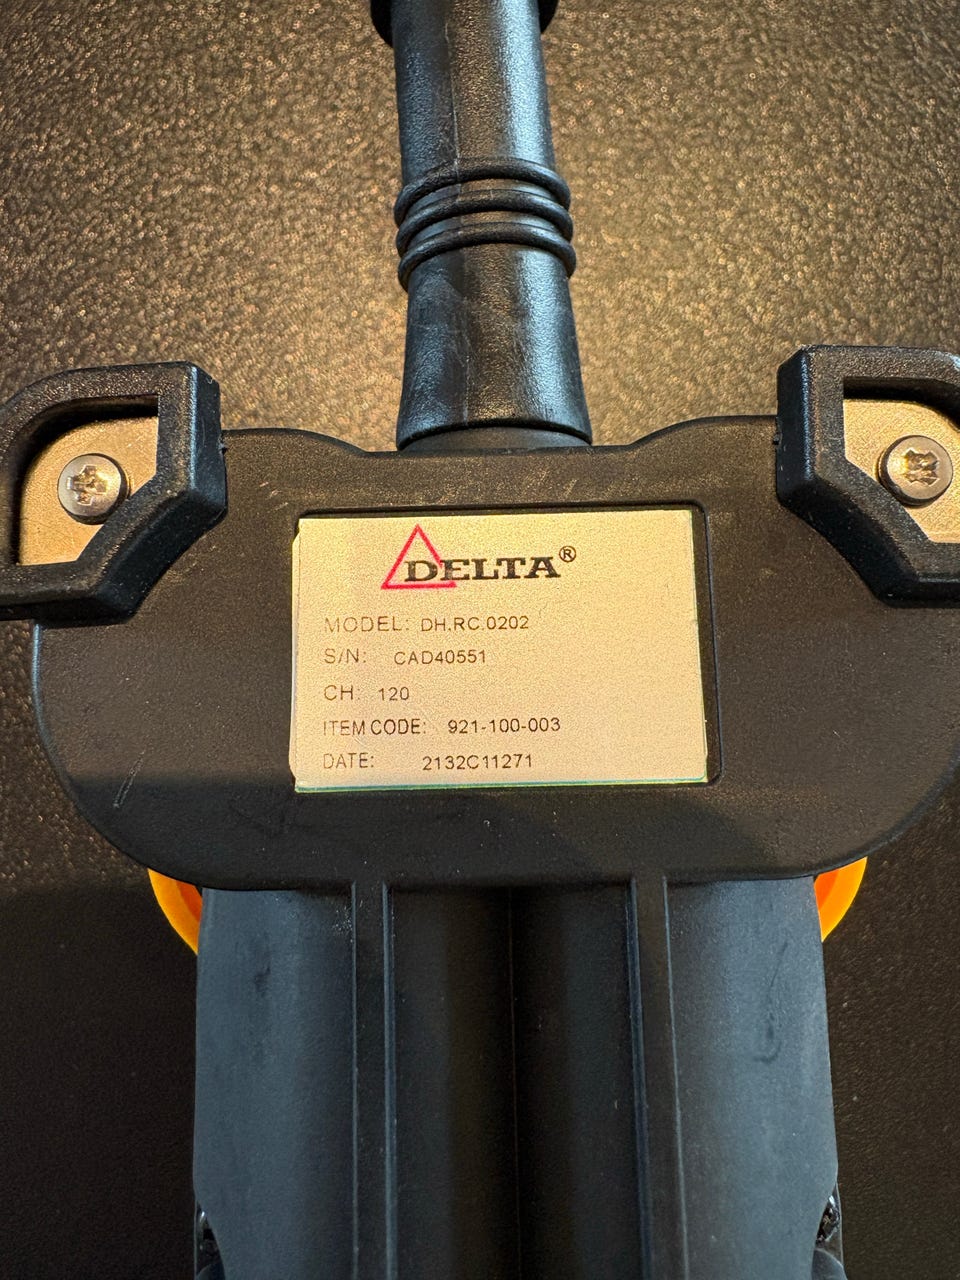 DELTA®
MODEL: DH.RC.0202
S/N: CAD40551
CH: 120
ITEM CODE: 921-100-003
DATE: 2132C11271